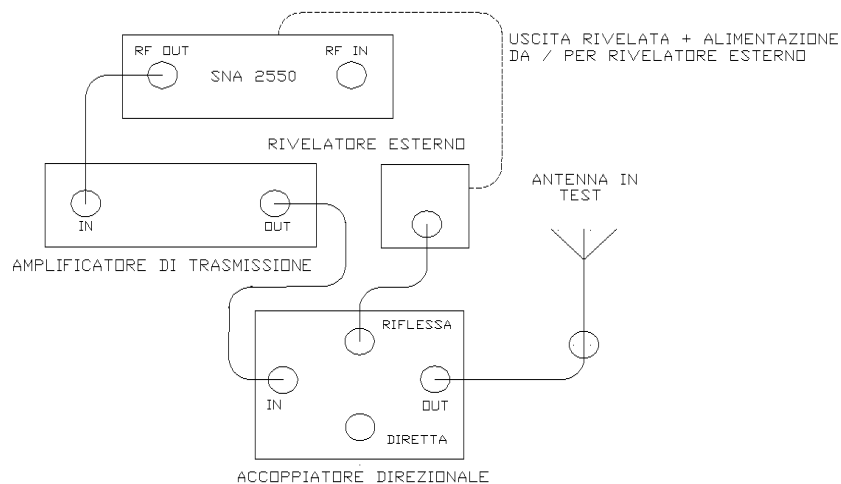 USCITA RIVELATA + ALIMENTAZIONE
DA / PER RIVELATORE ESTERNO
RF OUT
RF IN
SNA 2550
RIVELATORE ESTERNO
ANTENNA IN
TEST
IN
OUT
AMPLIFICATORE DI TRASMISSIONE
RIFLESSA
IN
OUT
DIRETTA
ACCOPPIATORE DIREZIONALE